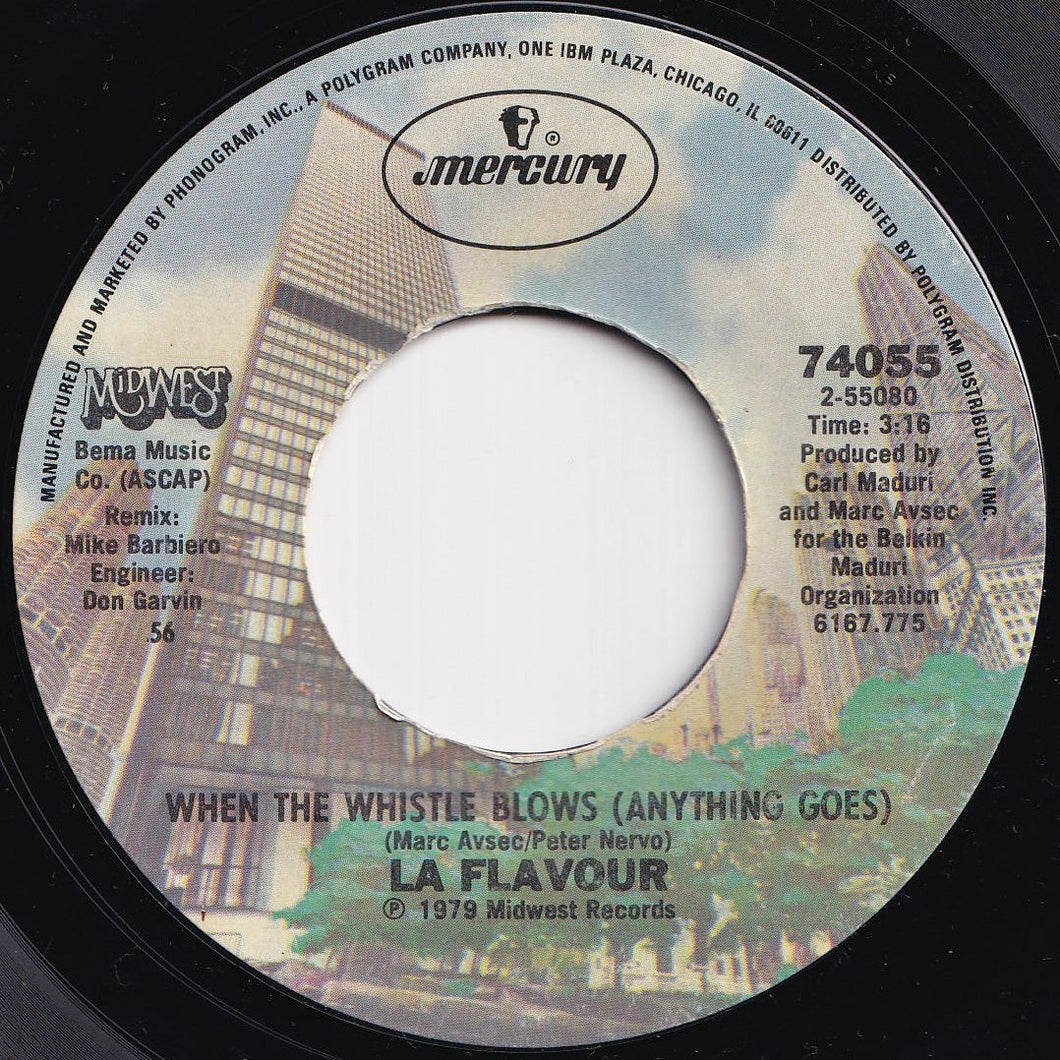 MANUFACTURED AND MARKETED BY PHONOGRAM, INC., A POLYGRAM COMPANY, ONE IBM PLAZA, CHICAGO, IL 60611 DISTRIBUTED BY POLYGRAM DISTRIBUTION INC.
®
mercury
MIDWEST
Bema Music
Co. (ASCAP)
Remix:
Mike Barbiero
Engineer:
Don Garvin
.56
74055
2-55080
Time: 3:16
Produced by
Carl Maduri
and Marc Avsec
for the Belkin
Maduri
Organization
6167.775
WHEN THE WHISTLE BLOWS (ANYTHING GOES)
(Marc Avsec/Peter Nervo)
LA FLAVOUR
℗ 1979 Midwest Records